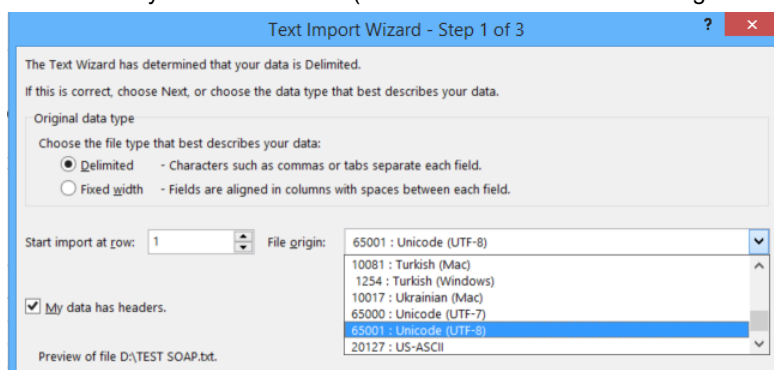 Text Import Wizard - Step 1 of 3 ? ×
The Text Wizard has determined that your data is Delimited.
If this is correct, choose Next, or choose the data type that best describes your data.
Original data type
Choose the file type that best describes your data:
Delimited - Characters such as commas or tabs separate each field.
Fixed width - Fields are aligned in columns with spaces between each field.
Start import at row: 1 File origin: 65001 : Unicode (UTF-8)
10081 : Turkish (Mac)
1254 : Turkish (Windows)
10017 : Ukrainian (Mac)
65000 : Unicode (UTF-7)
65001 : Unicode (UTF-8)
20127 : US-ASCII
My data has headers.
Preview of file D:\TEST SOAP.txt.